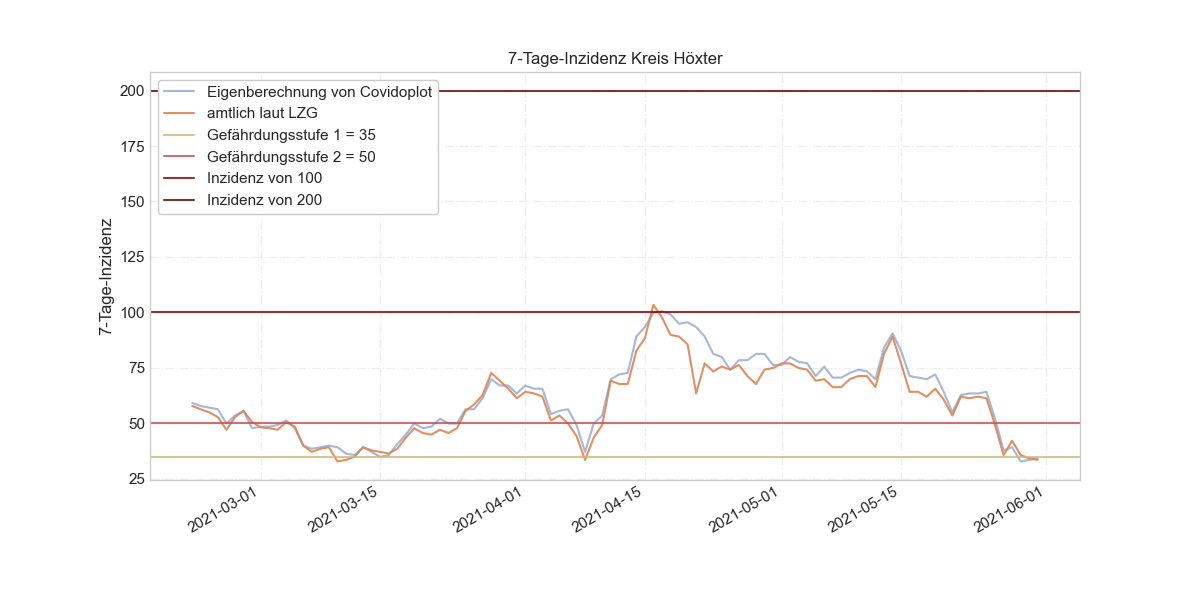 7-Tage-Inzidenz Kreis Höxter
Eigenberechnung von Covidoplot
amtlich laut LZG
Gefährdungsstufe 1 = 35
Gefährdungsstufe 2 = 50
Inzidenz von 100
Inzidenz von 200
7-Tage-Inzidenz
200
175
150
125
100
75
50
25
2021-03-01
2021-03-15
2021-04-01
2021-04-15
2021-05-01
2021-05-15
2021-06-01